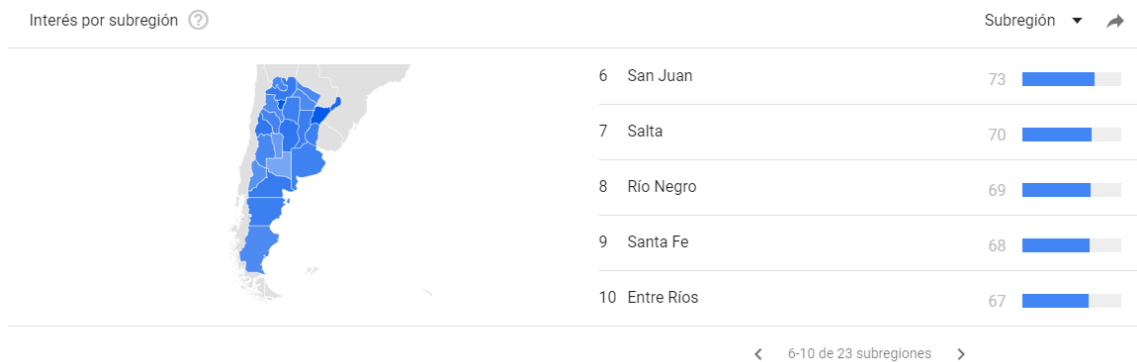 Interés por subregión ?
Subregión
6 San Juan 73
7 Salta 70
8 Río Negro 69
9 Santa Fe 68
10 Entre Ríos 67
6-10 de 23 subregiones